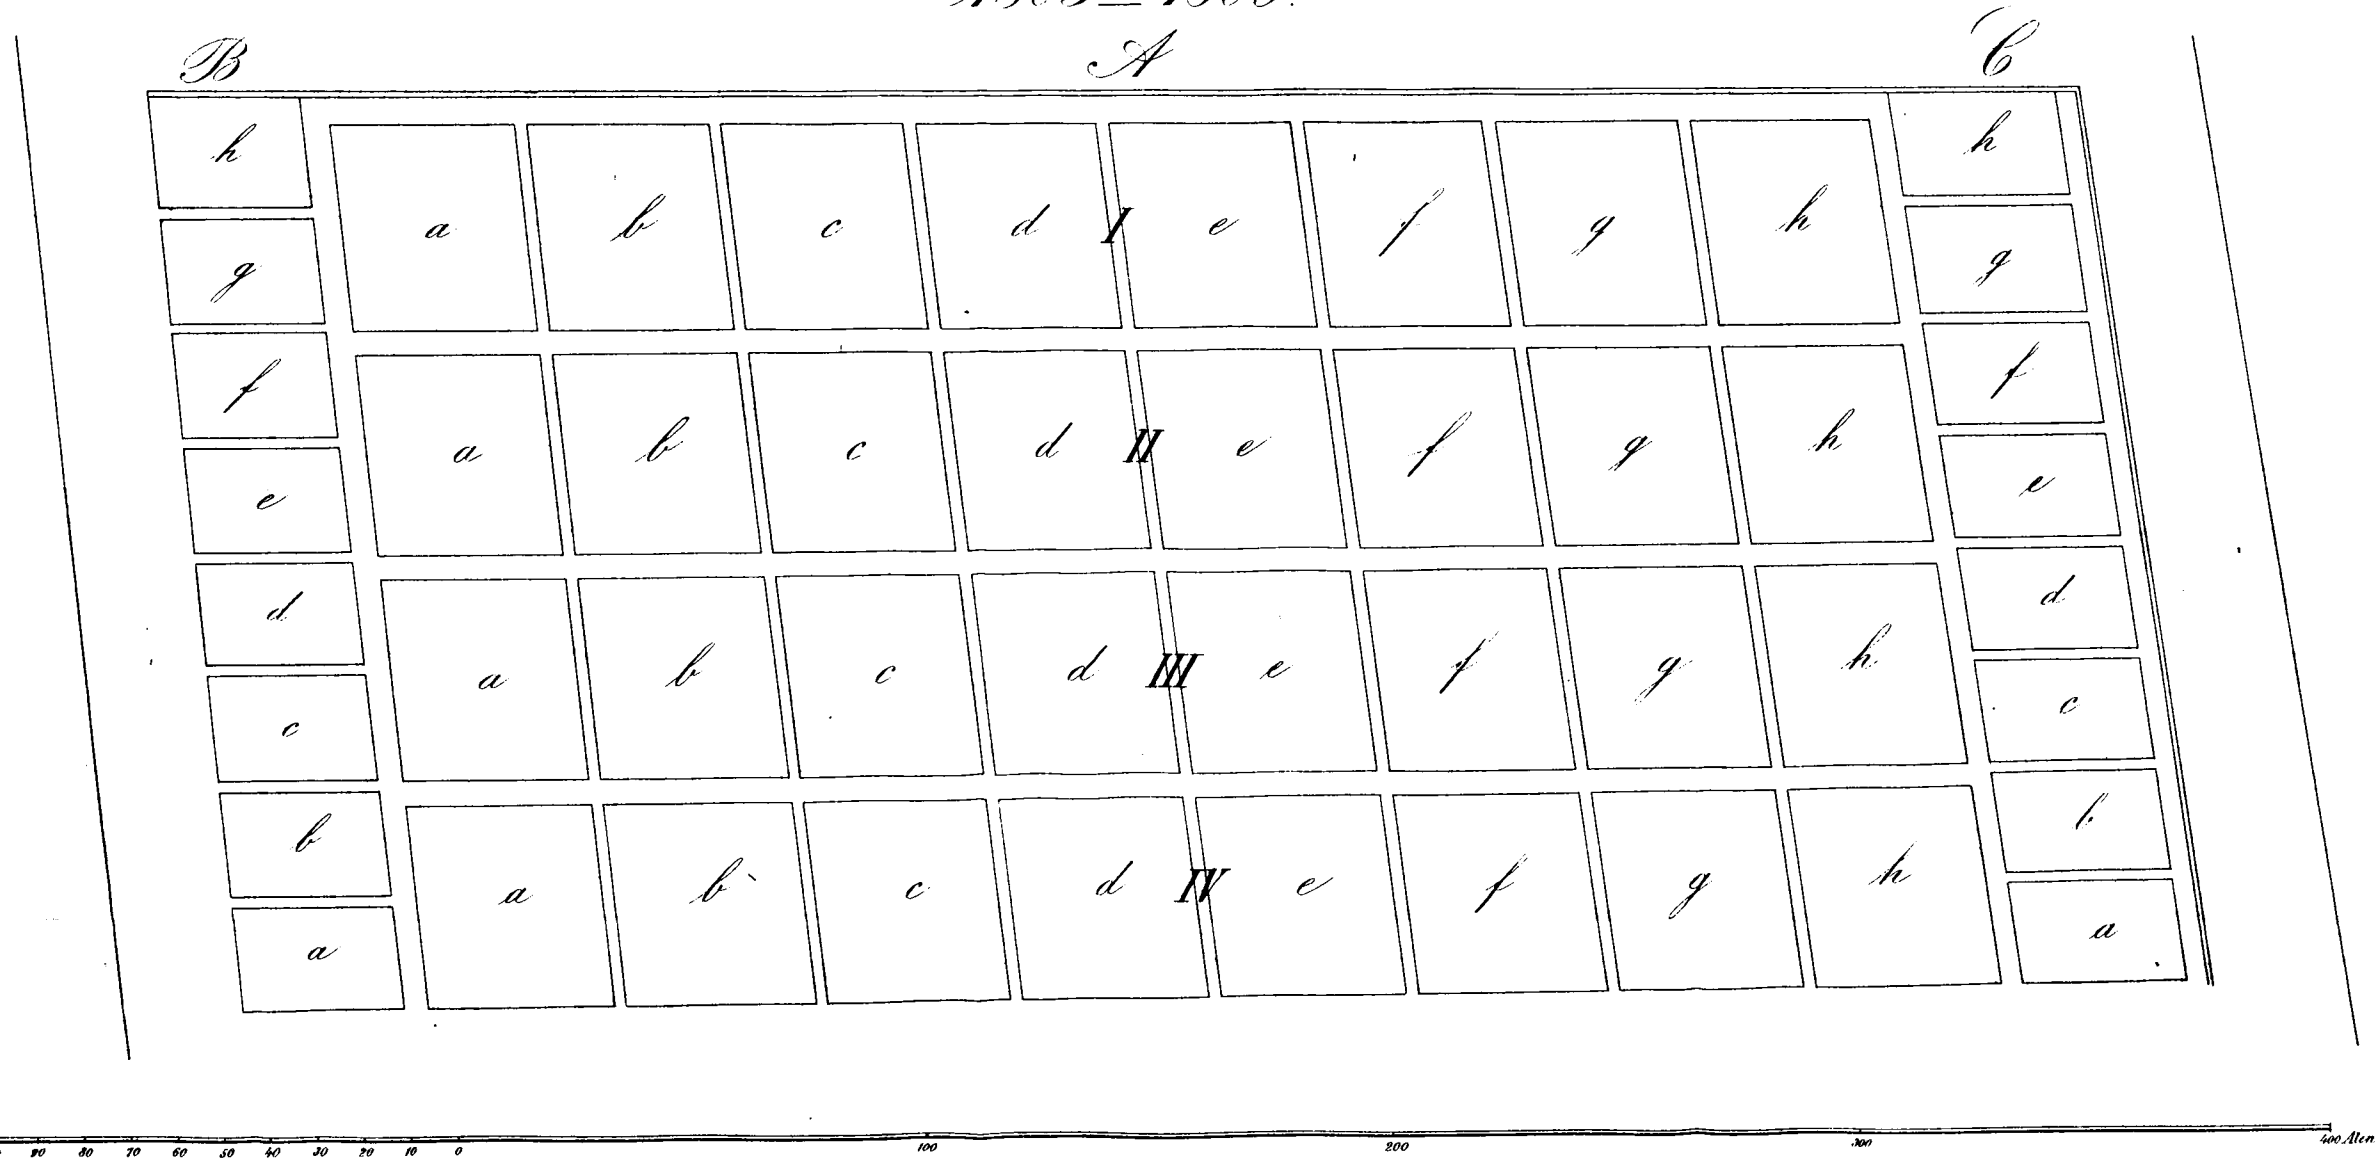 B A C
h h
a b c d I e f g h
g g
f f
a b c d II e f g h
e e
d d
a b c d III e f g h
c c
b b
a b c d IV e f g h
a a
90 80 70 60 50 40 30 20 10 0 100 200 300 400 Alen